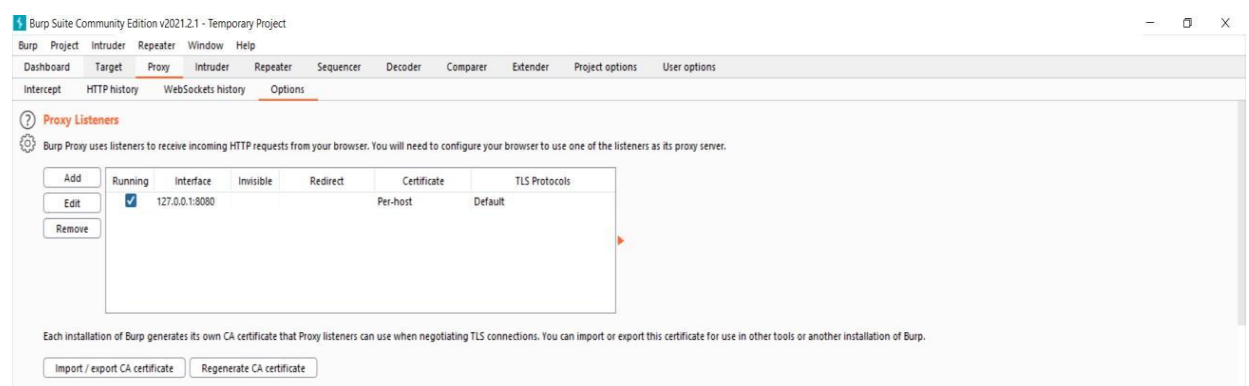 Burp Suite Community Edition v2021.2.1 - Temporary Project
Burp Project Intruder Repeater Window Help
Dashboard Target Proxy Intruder Repeater Sequencer Decoder Comparer Extender Project options User options
Intercept HTTP history WebSockets history Options
Proxy Listeners
Burp Proxy uses listeners to receive incoming HTTP requests from your browser. You will need to configure your browser to use one of the listeners as its proxy server.
Add Running Interface Invisible Redirect Certificate TLS Protocols
Edit 127.0.0.1:8080 Per-host Default
Remove
Each installation of Burp generates its own CA certificate that Proxy listeners can use when negotiating TLS connections. You can import or export this certificate for use in other tools or another installation of Burp.
Import / export CA certificate Regenerate CA certificate